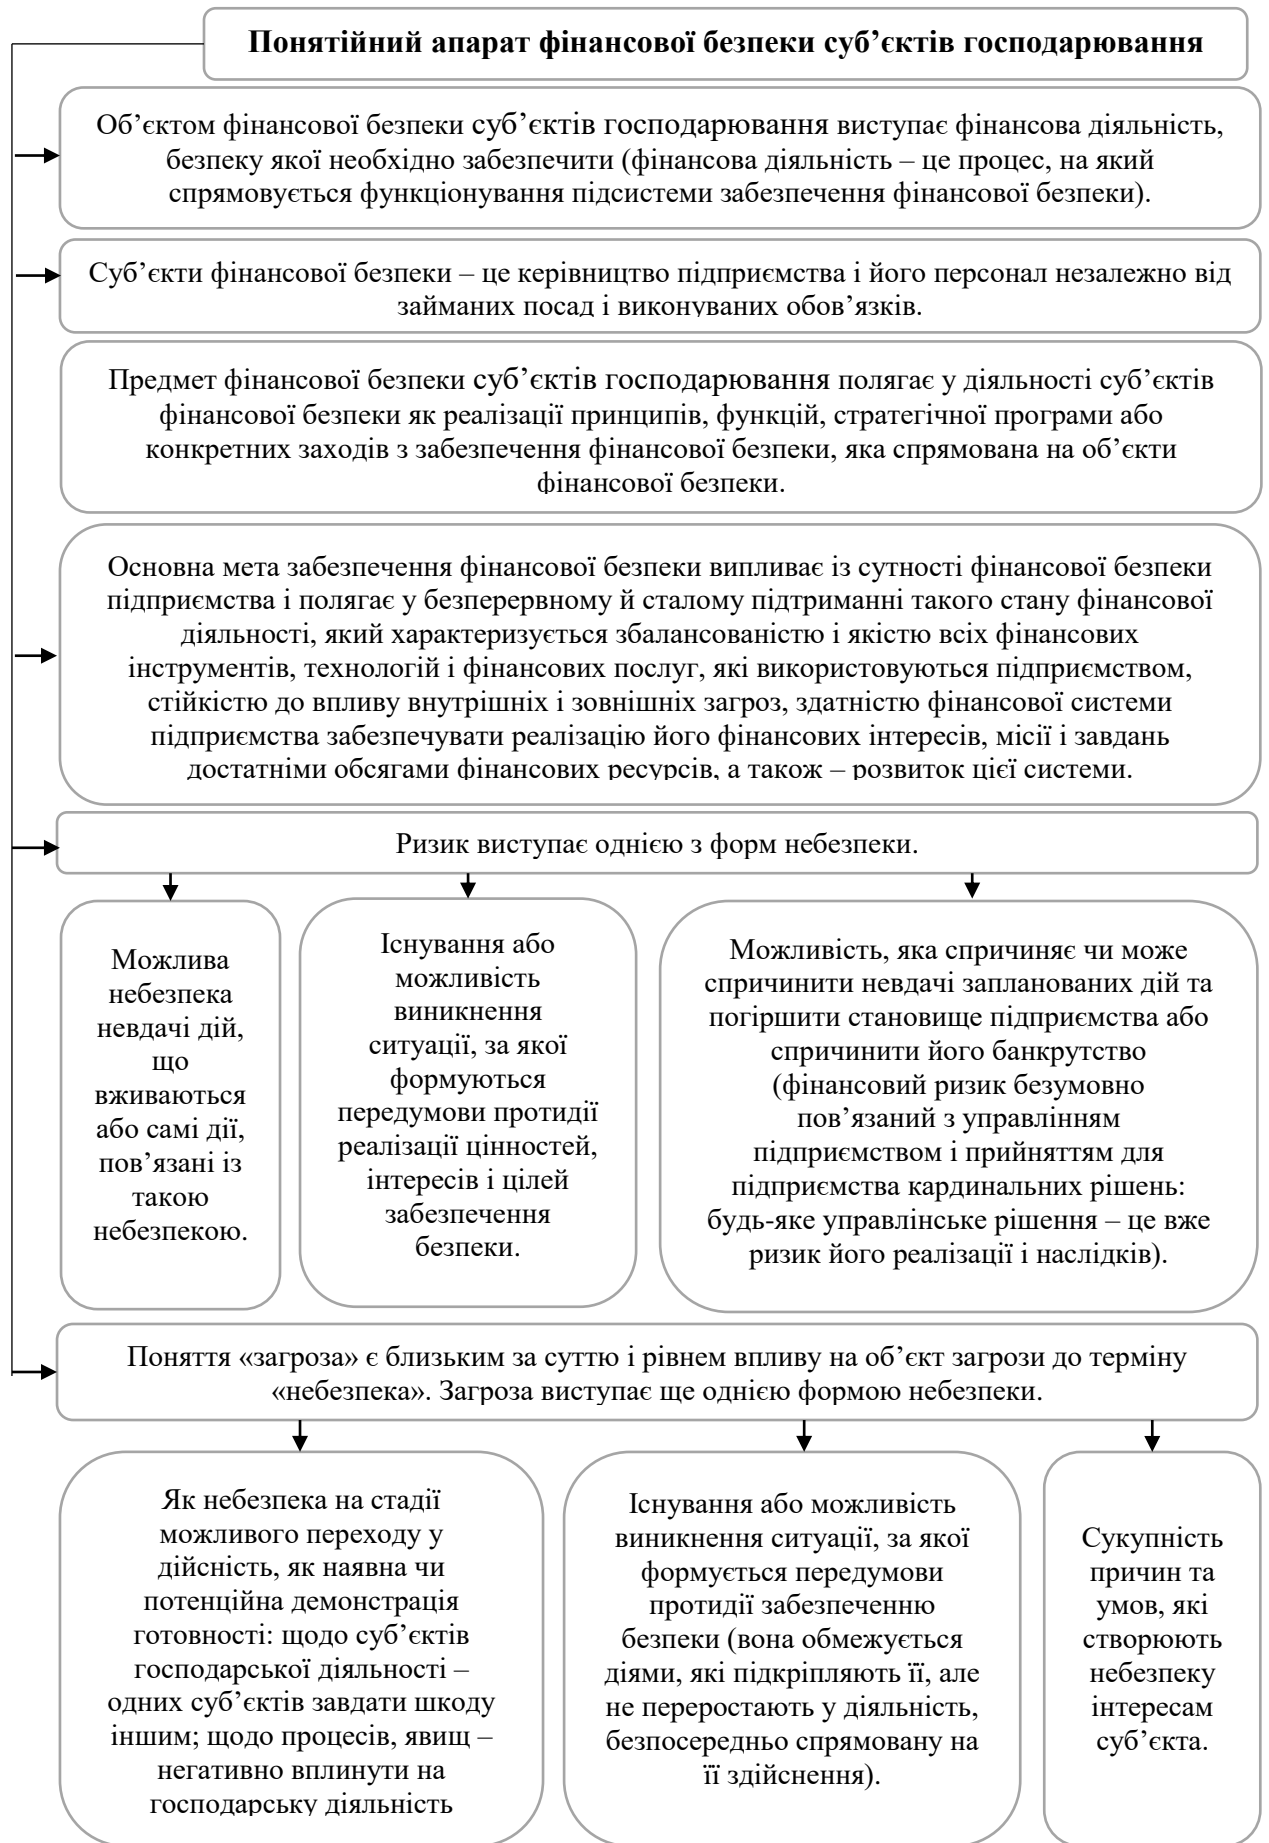 Понятійний апарат фінансової безпеки суб’єктів господарювання
Об’єктом фінансової безпеки суб’єктів господарювання виступає фінансова діяльність,
безпеку якої необхідно забезпечити (фінансова діяльність – це процес, на який
спрямовується функціонування підсистеми забезпечення фінансової безпеки).
Суб’єкти фінансової безпеки – це керівництво підприємства і його персонал незалежно від
займаних посад і виконуваних обов’язків.
Предмет фінансової безпеки суб’єктів господарювання полягає у діяльності суб’єктів
фінансової безпеки як реалізації принципів, функцій, стратегічної програми або
конкретних заходів з забезпечення фінансової безпеки, яка спрямована на об’єкти
фінансової безпеки.
Основна мета забезпечення фінансової безпеки випливає із сутності фінансової безпеки
підприємства і полягає у безперервному й сталому підтриманні такого стану фінансової
діяльності, який характеризується збалансованістю і якістю всіх фінансових
інструментів, технологій і фінансових послуг, які використовуються підприємством,
стійкістю до впливу внутрішніх і зовнішніх загроз, здатністю фінансової системи
підприємства забезпечувати реалізацію його фінансових інтересів, місії і завдань
достатніми обсягами фінансових ресурсів, а також – розвиток цієї системи.
Ризик виступає однією з форм небезпеки.
Можлива
небезпека
невдачі дій,
що
вживаються
або самі дії,
пов’язані із
такою
небезпекою.
Існування або
можливість
виникнення
ситуації, за якої
формуються
передумови протидії
реалізації цінностей,
інтересів і цілей
забезпечення
безпеки.
Можливість, яка спричиняє чи може
спричинити невдачі запланованих дій та
погіршити становище підприємства або
спричинити його банкрутство
(фінансовий ризик безумовно
пов’язаний з управлінням
підприємством і прийняттям для
підприємства кардинальних рішень:
будь-яке управлінське рішення – це вже
ризик його реалізації і наслідків).
Поняття «загроза» є близьким за суттю і рівнем впливу на об’єкт загрози до терміну
«небезпека». Загроза виступає ще однією формою небезпеки.
Як небезпека на стадії
можливого переходу у
дійсність, як наявна чи
потенційна демонстрація
готовності: щодо суб’єктів
господарської діяльності –
одних суб’єктів завдати шкоду
іншим; щодо процесів, явищ –
негативно вплинути на
господарську діяльність
Існування або можливість
виникнення ситуації, за якої
формується передумови
протидії забезпеченню
безпеки (вона обмежується
діями, які підкріпляють її, але
не переростають у діяльність,
безпосередньо спрямовану на
її здійснення).
Сукупність
причин та
умов, які
створюють
небезпеку
інтересам
суб’єкта.